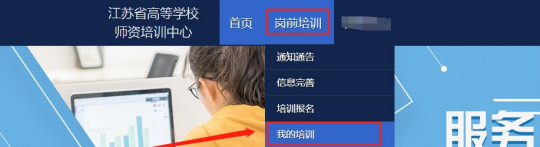 江苏省高等学校
师资培训中心
首页
岗前培训
通知通告
信息完善
培训报名
我的培训
服务